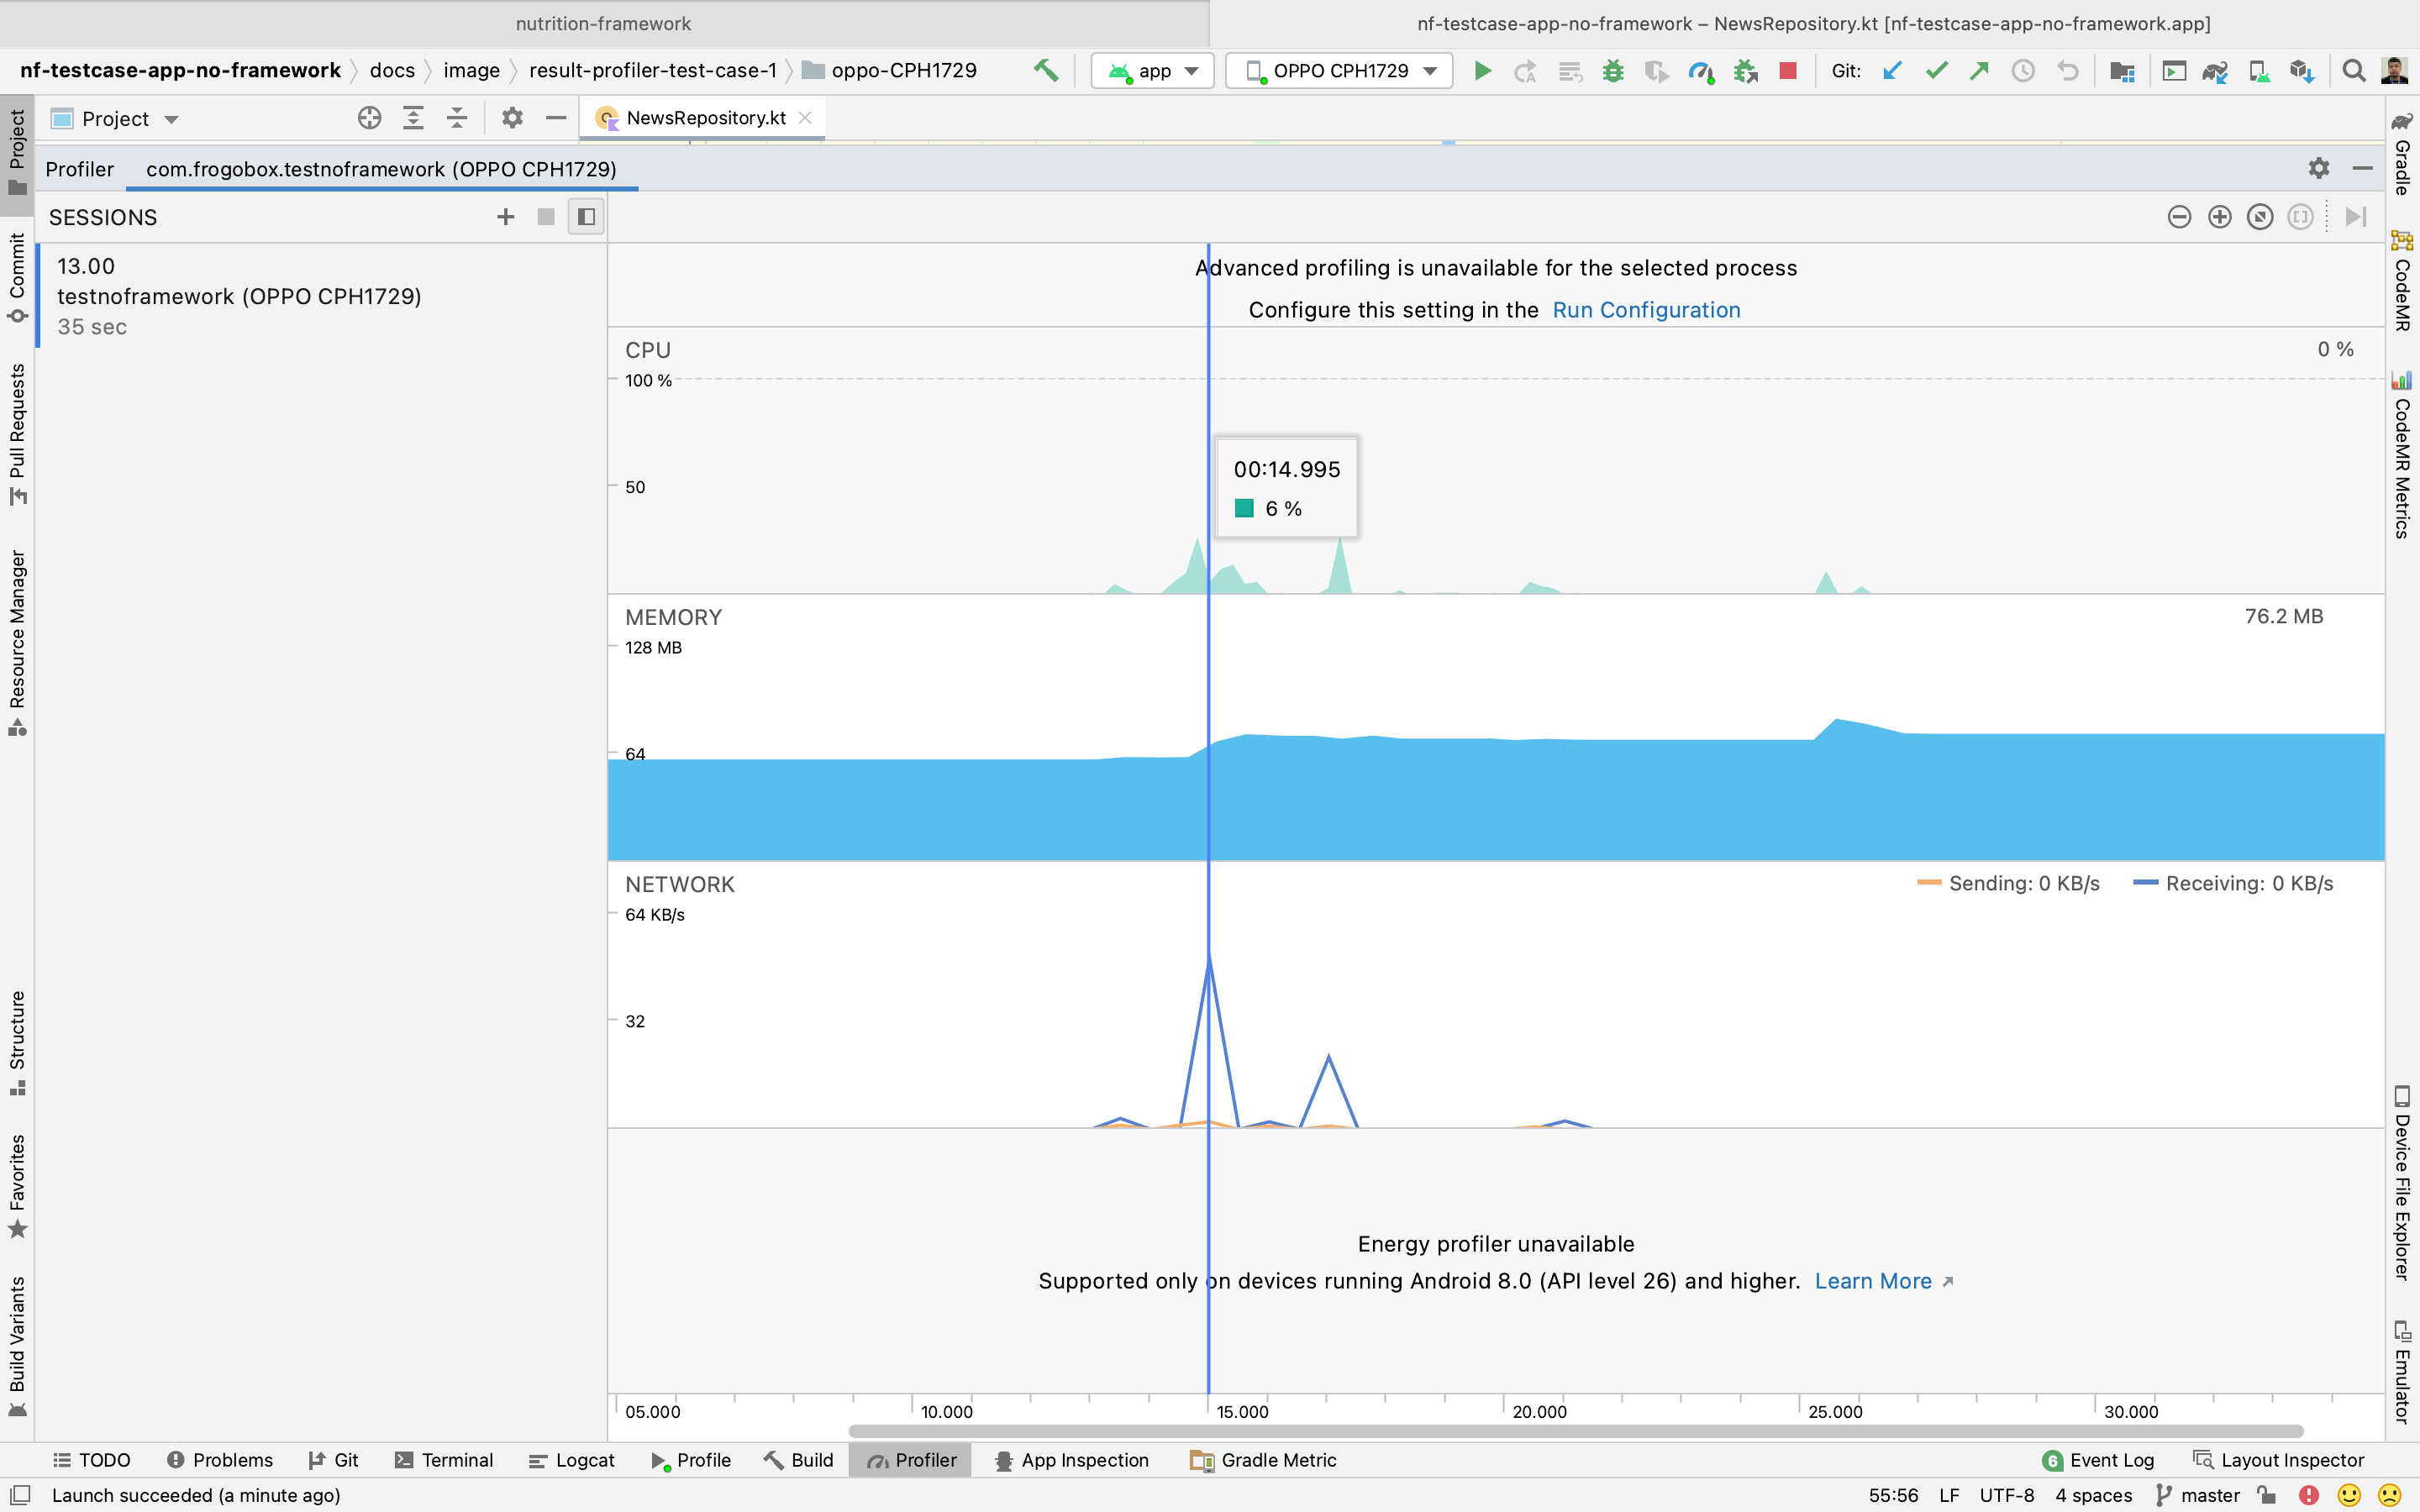 nutrition-framework
nf-testcase-app-no-framework – NewsRepository.kt [nf-testcase-app-no-framework.app]
nf-testcase-app-no-framework docs image result-profiler-test-case-1 oppo-CPH1729 app OPPO CPH1729 Git:
Project NewsRepository.kt
Profiler com.frogobox.testnoframework (OPPO CPH1729)
SESSIONS
13.00
testnoframework (OPPO CPH1729)
35 sec
Advanced profiling is unavailable for the selected process
Configure this setting in the Run Configuration
CPU 0 %
100 %
00:14.995
50
6 %
MEMORY 76.2 MB
128 MB
64
NETWORK Sending: 0 KB/s Receiving: 0 KB/s
64 KB/s
32
Energy profiler unavailable
Supported only on devices running Android 8.0 (API level 26) and higher. Learn More
05.000 10.000 15.000 20.000 25.000 30.000
Project
Commit
Pull Requests
Resource Manager
Structure
Favorites
Build Variants
Gradle
CodeMR
CodeMR Metrics
Device File Explorer
Emulator
TODO Problems Git Terminal Logcat Profile Build Profiler App Inspection Gradle Metric 6 Event Log Layout Inspector
Launch succeeded (a minute ago) 55:56 LF UTF-8 4 spaces master